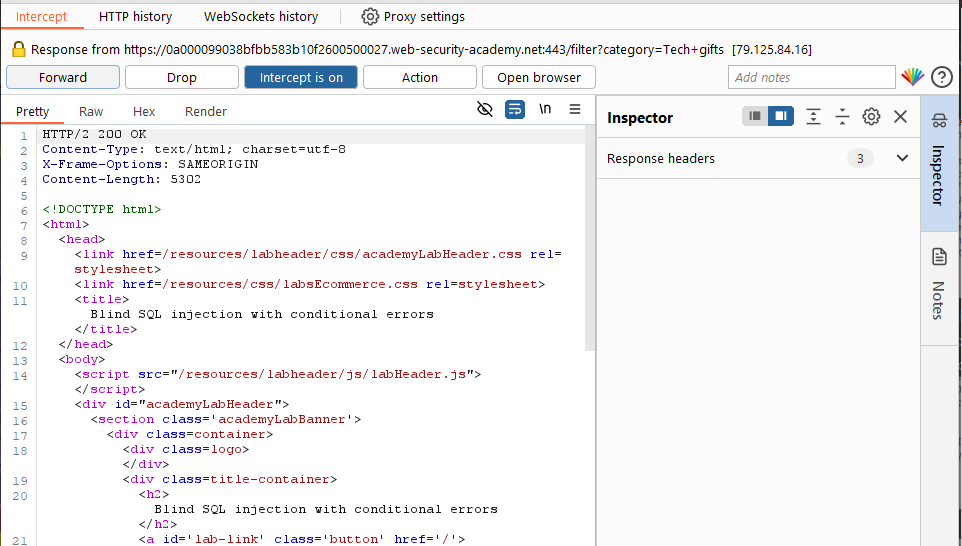 Intercept HTTP history WebSockets history Proxy settings
Response from https://0a000099038bfbb583b10f2600500027.web-security-academy.net:443/filter?category=Tech+gifts [79.125.84.16]
Forward Drop Intercept is on Action Open browser Add notes
Pretty Raw Hex Render \n
Inspector
Response headers 3
Inspector
Notes
1 HTTP/2 200 OK
2 Content-Type: text/html; charset=utf-8
3 X-Frame-Options: SAMEORIGIN
4 Content-Length: 5302
5
6 <!DOCTYPE html>
7 <html>
8 <head>
9 <link href=/resources/labheader/css/academyLabHeader.css rel=
stylesheet>
10 <link href=/resources/css/labsEcommerce.css rel=stylesheet>
11 <title>
Blind SQL injection with conditional errors
</title>
12 </head>
13 <body>
14 <script src="/resources/labheader/js/labHeader.js">
</script>
15 <div id="academyLabHeader">
16 <section class='academyLabBanner'>
17 <div class=container>
18 <div class=logo>
</div>
19 <div class=title-container>
20 <h2>
Blind SQL injection with conditional errors
</h2>
21 <a id='lab-link' class='button' href='/'>